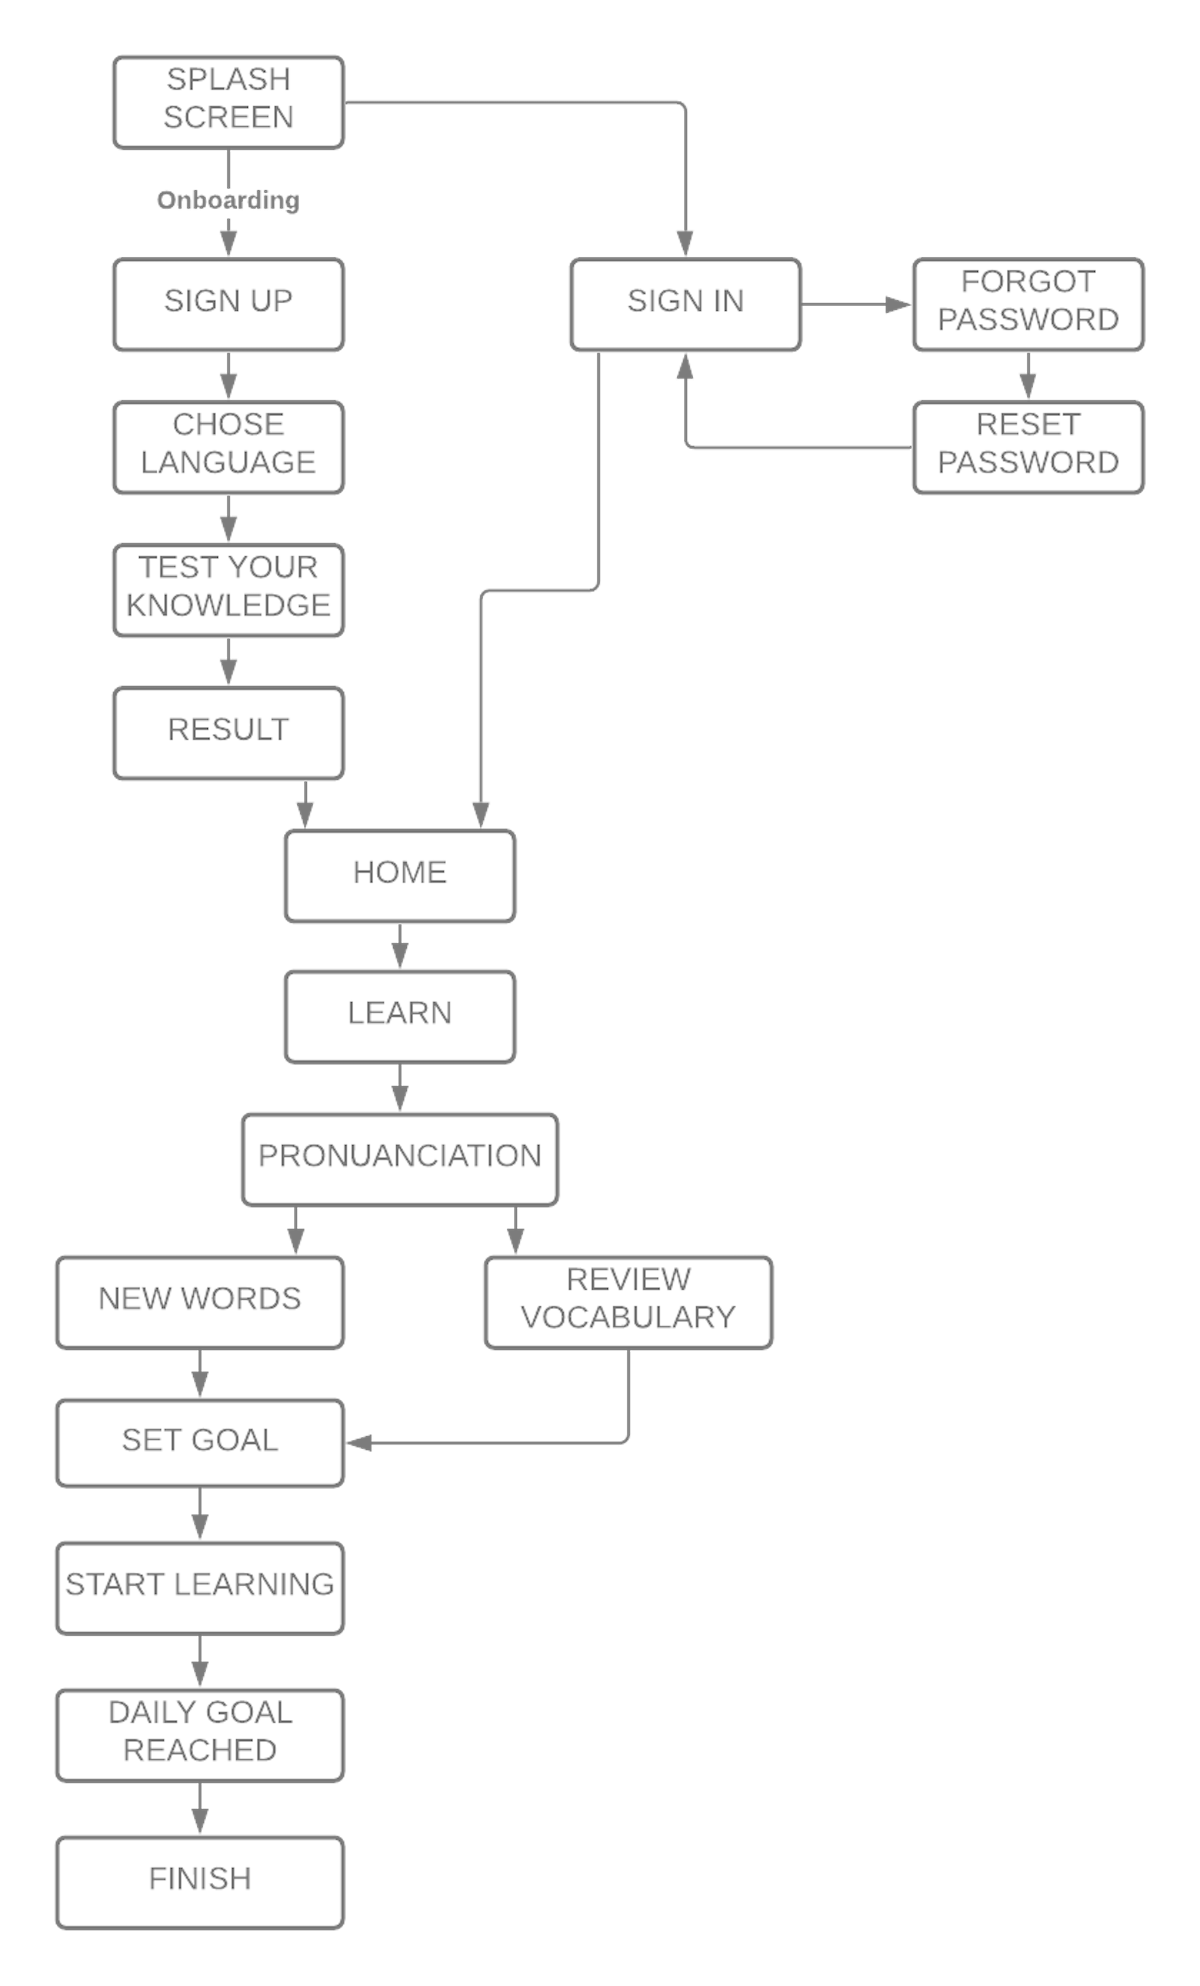 SPLASH
SCREEN
Onboarding
SIGN UP
SIGN IN
FORGOT
PASSWORD
CHOSE
LANGUAGE
RESET
PASSWORD
TEST YOUR
KNOWLEDGE
RESULT
HOME
LEARN
PRONUANCIATION
NEW WORDS
REVIEW
VOCABULARY
SET GOAL
START LEARNING
DAILY GOAL
REACHED
FINISH